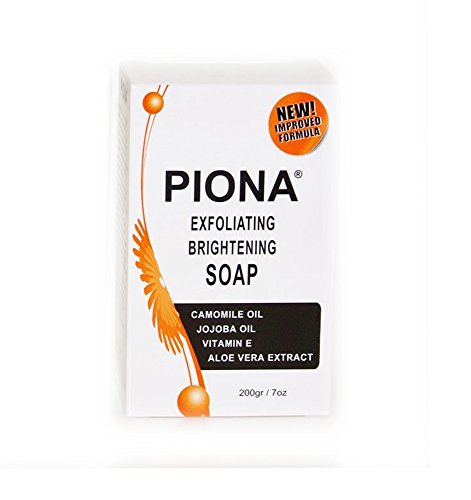 NEW!
IMPROVED
FORMULA
PIONA®
EXFOLIATING
BRIGHTENING
SOAP
CAMOMILE OIL
JOJOBA OIL
VITAMIN E
ALOE VERA EXTRACT
200gr / 7oz